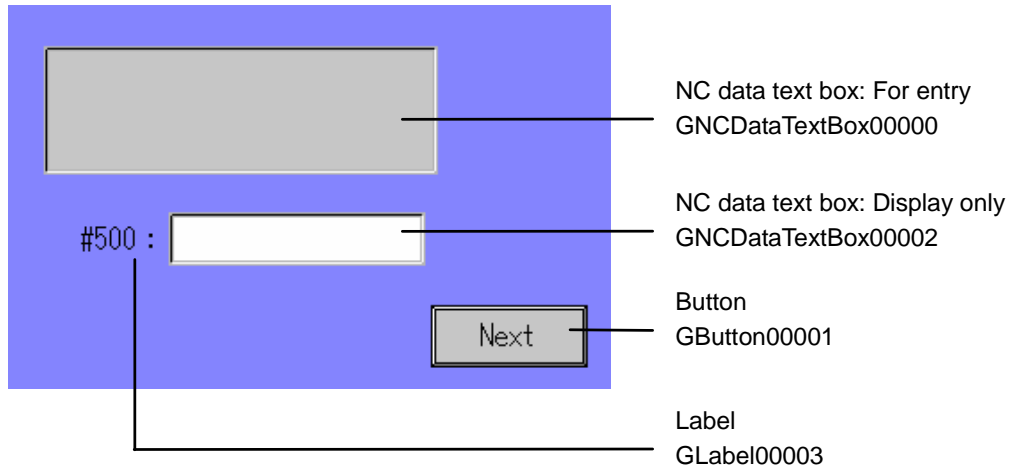 NC data text box: For entry
GNCDataTextBox00000
NC data text box: Display only
GNCDataTextBox00002
#500 :
Button
GButton00001
Next
Label
GLabel00003